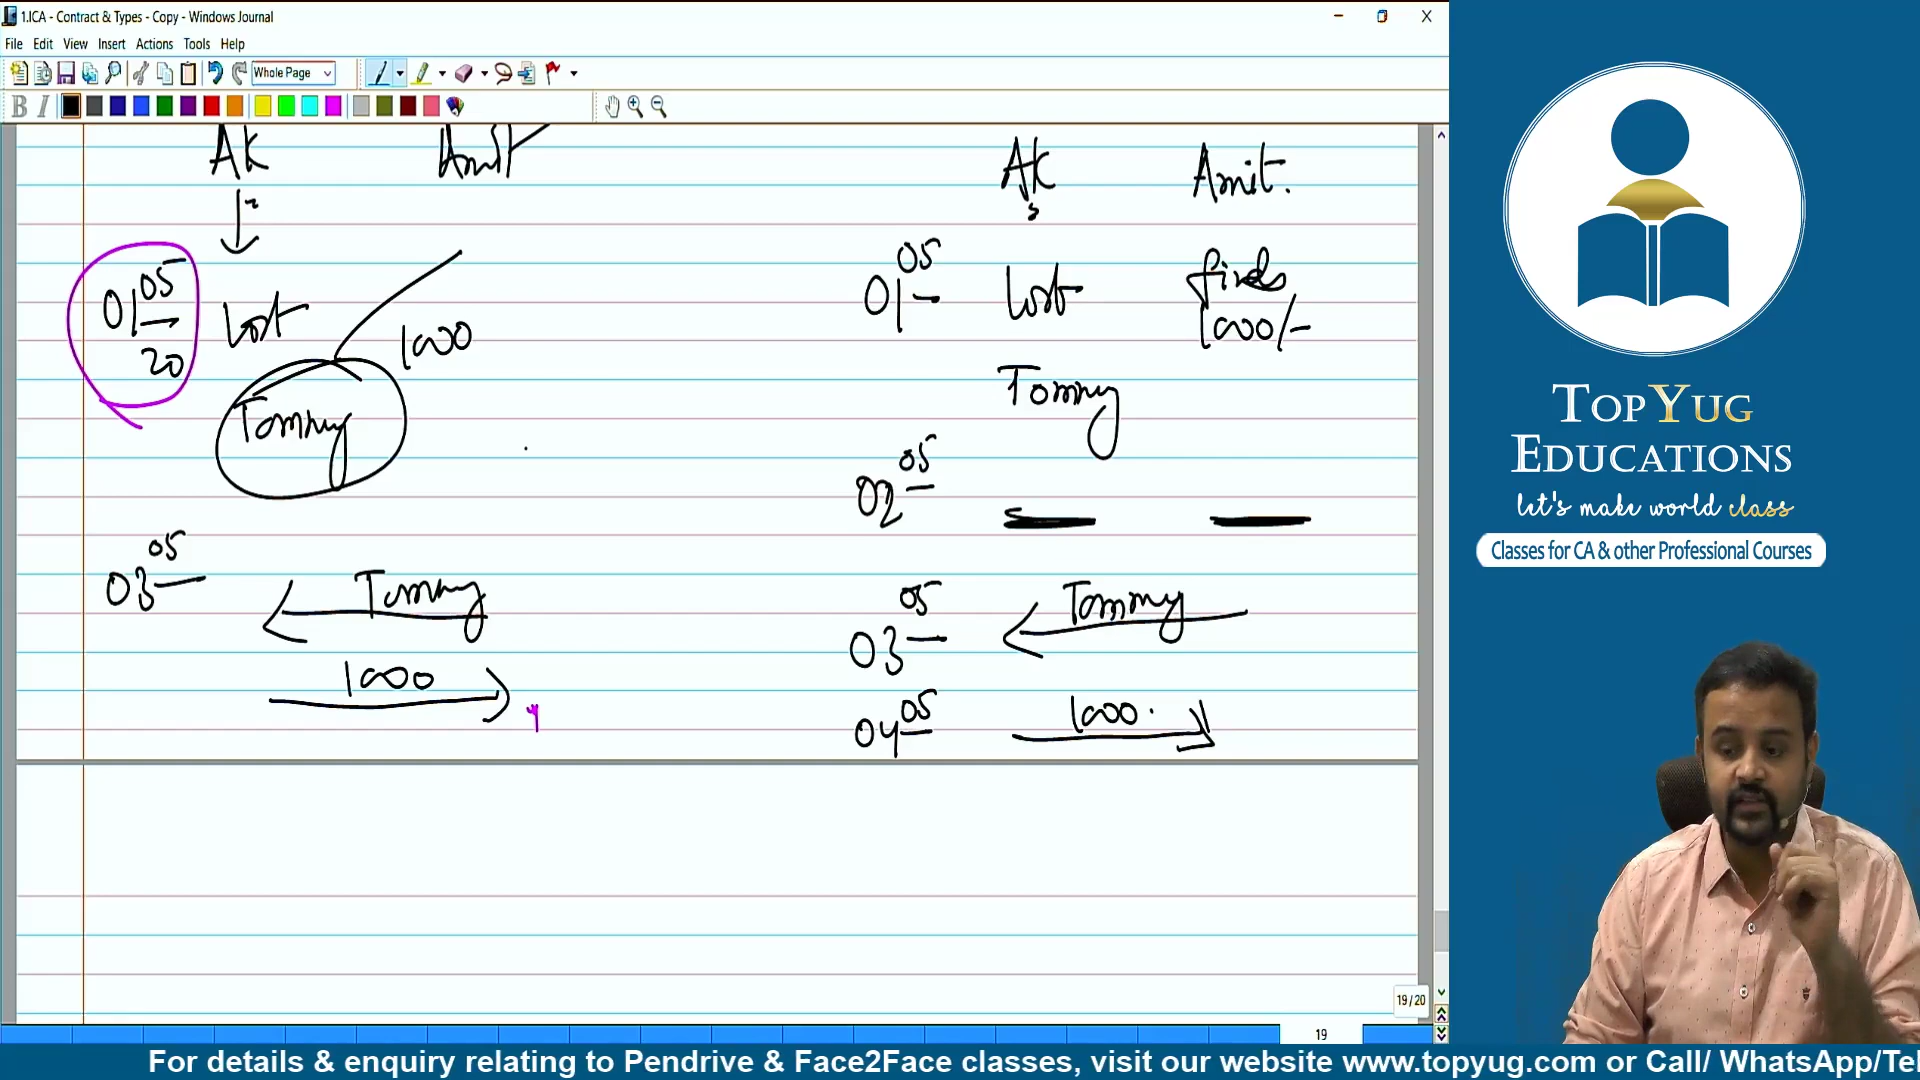 1.ICA - Contract & Types - Copy - Windows Journal
File Edit View Insert Actions Tools Help
Whole Page
B I
AK Amit
01 05 20 Lost 1000
Tommy
03 05 Tommy
1000
AK Amit.
01 05 Lost finds
1000/-
Tommy
02 05
03 05 Tommy
04 05 1000.
19/20
19
TOPYUG
EDUCATIONS
let's make world class
Classes for CA & other Professional Courses
For details & enquiry relating to Pendrive & Face2Face classes, visit our website www.topyug.com or Call/ WhatsApp/Tel